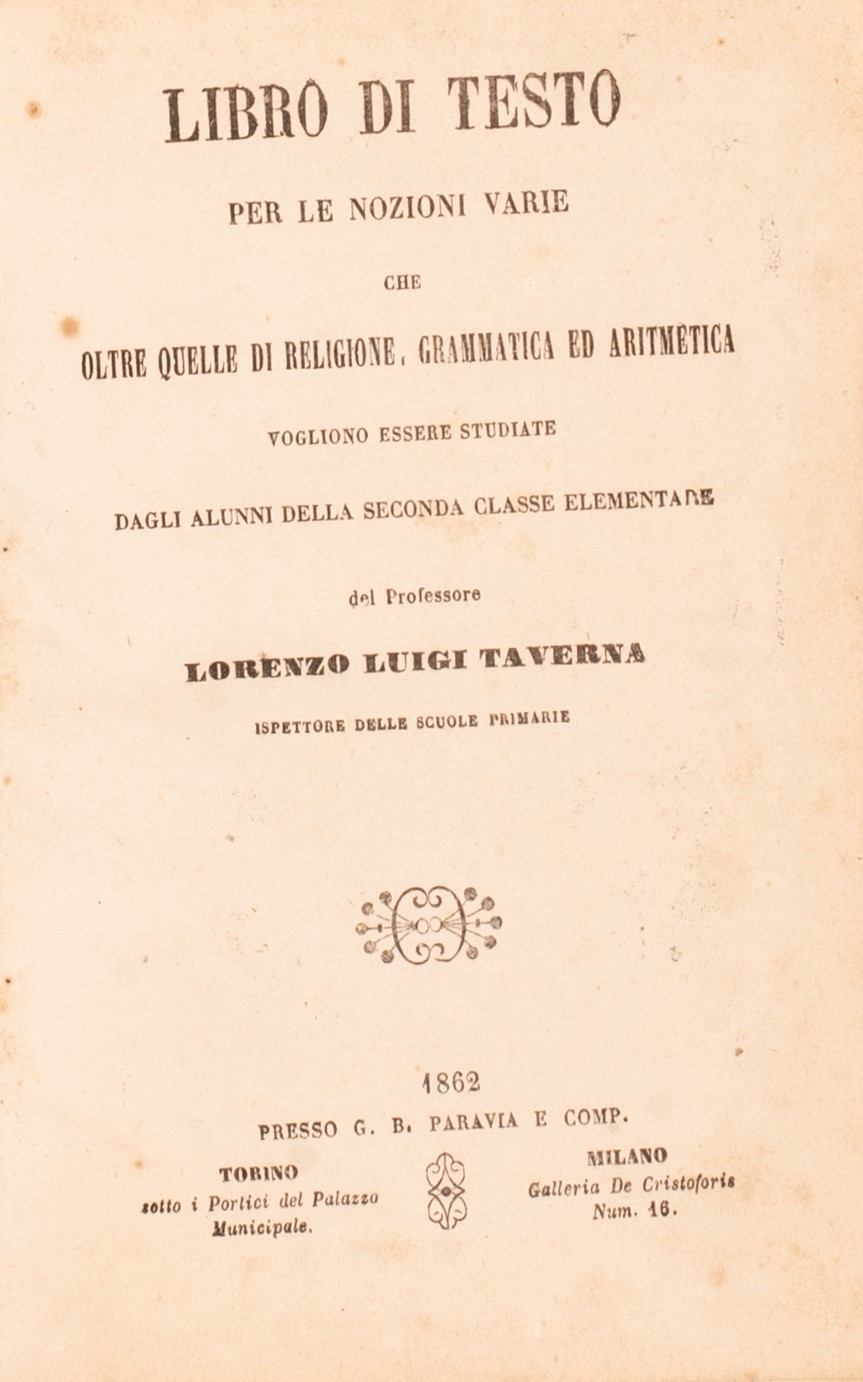 LIBRO DI TESTO
PER LE NOZIONI VARIE
CHE
OLTRE QUELLE DI RELIGIONE, GRAMMATICA ED ARITMETICA
VOGLIONO ESSERE STUDIATE
DAGLI ALUNNI DELLA SECONDA CLASSE ELEMENTARE
del Professore
LORENZO LUIGI TAVERNA
ISPETTORE DELLE SCUOLE PRIMARIE
1862
PRESSO G. B. PARAVIA E COMP.
TORINO
sotto i Portici del Palazzo
Municipale.
MILANO
Galleria De Cristoforis
Num. 16.